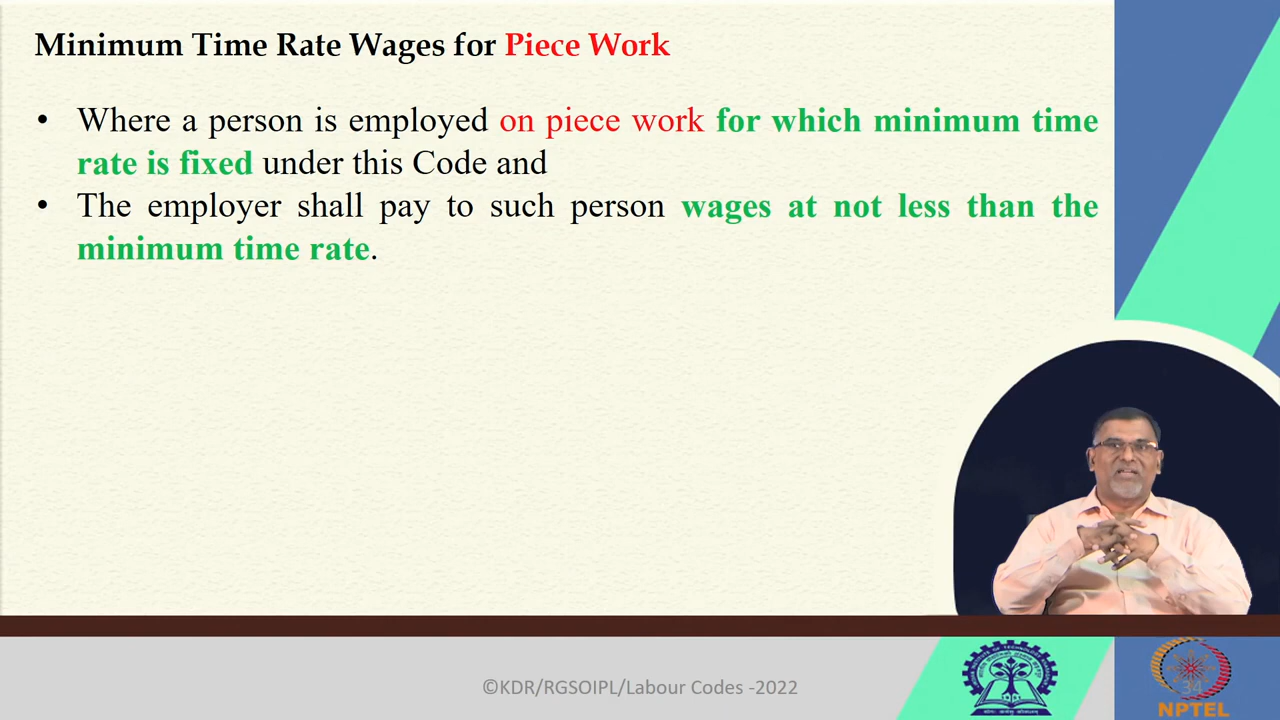 Minimum Time Rate Wages for Piece Work
• Where a person is employed on piece work for which minimum time
rate is fixed under this Code and
• The employer shall pay to such person wages at not less than the
minimum time rate.
©KDR/RGSOIPL/Labour Codes -2022
34
NPTEL